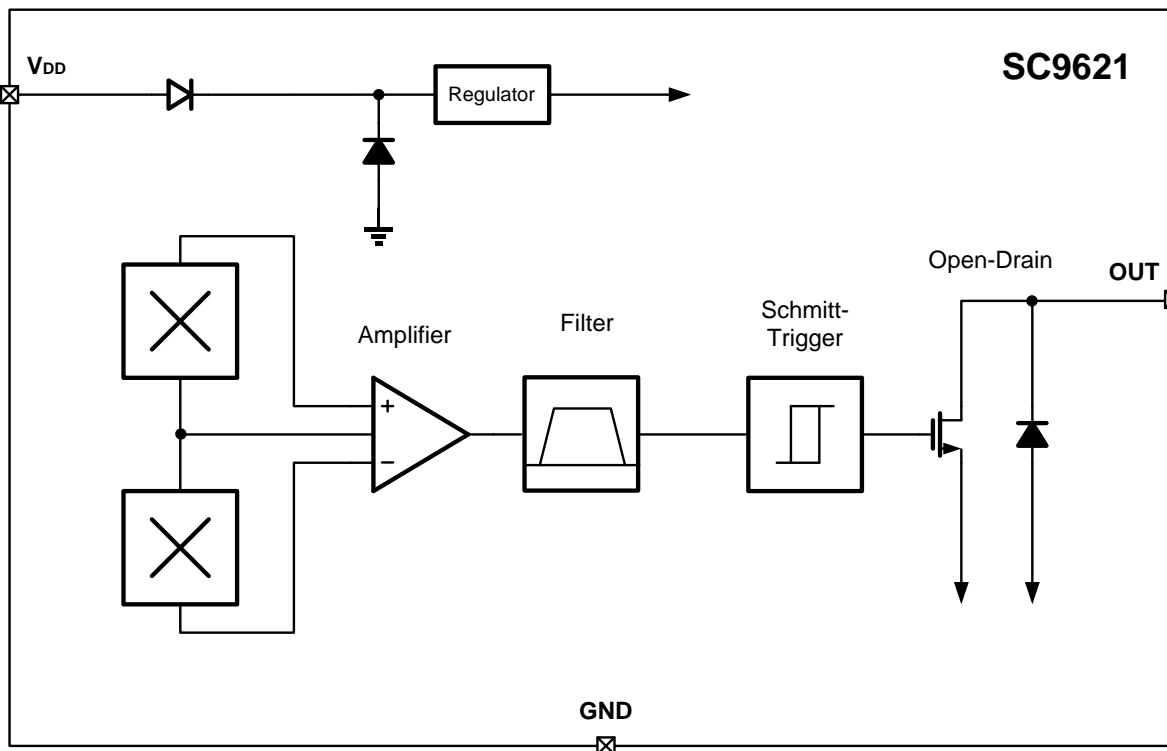 VDD
SC9621
Regulator
Open-Drain
OUT
Amplifier
Filter
Schmitt-
Trigger
+
−
GND